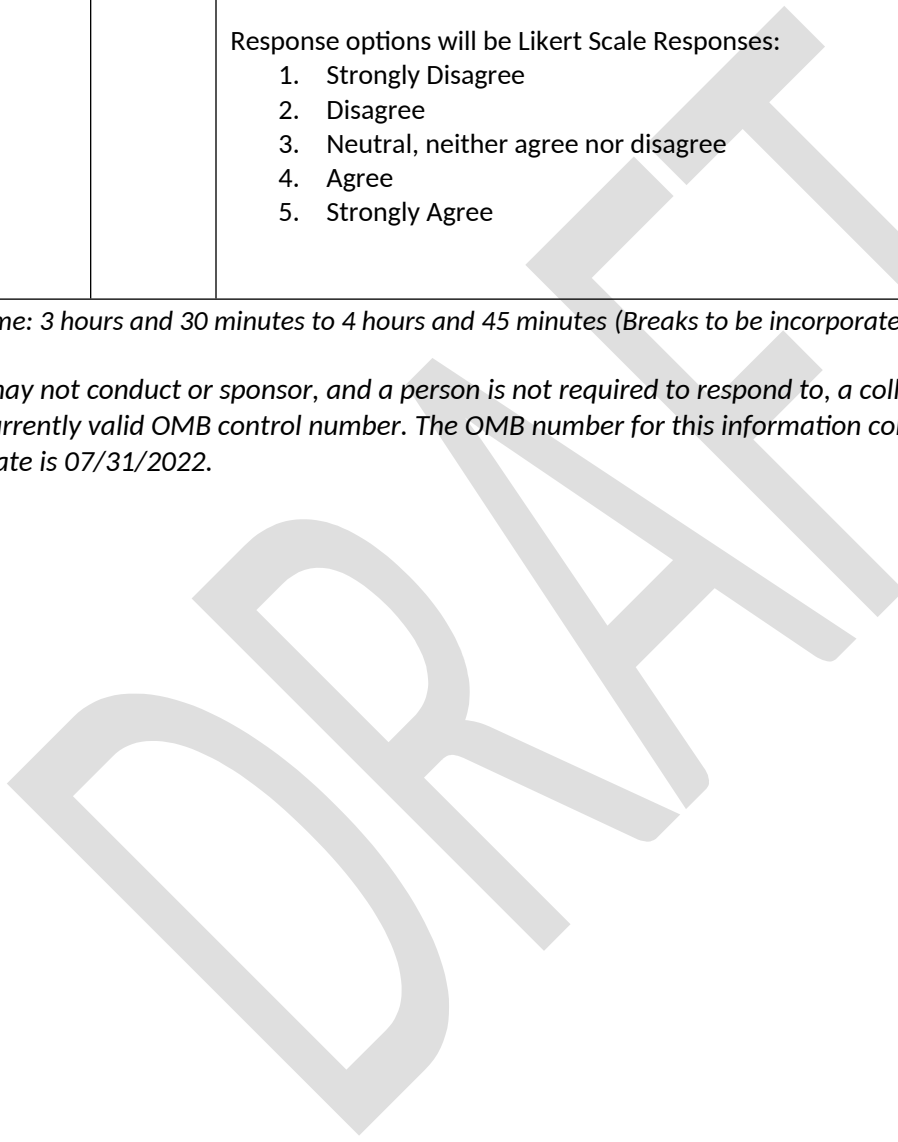 Response options will be Likert Scale Responses:
1. Strongly Disagree
2. Disagree
3. Neutral, neither agree nor disagree
4. Agree
5. Strongly Agree
me: 3 hours and 30 minutes to 4 hours and 45 minutes (Breaks to be incorporate
may not conduct or sponsor, and a person is not required to respond to, a coll
urrently valid OMB control number. The OMB number for this information col
ate is 07/31/2022.
DRAFT